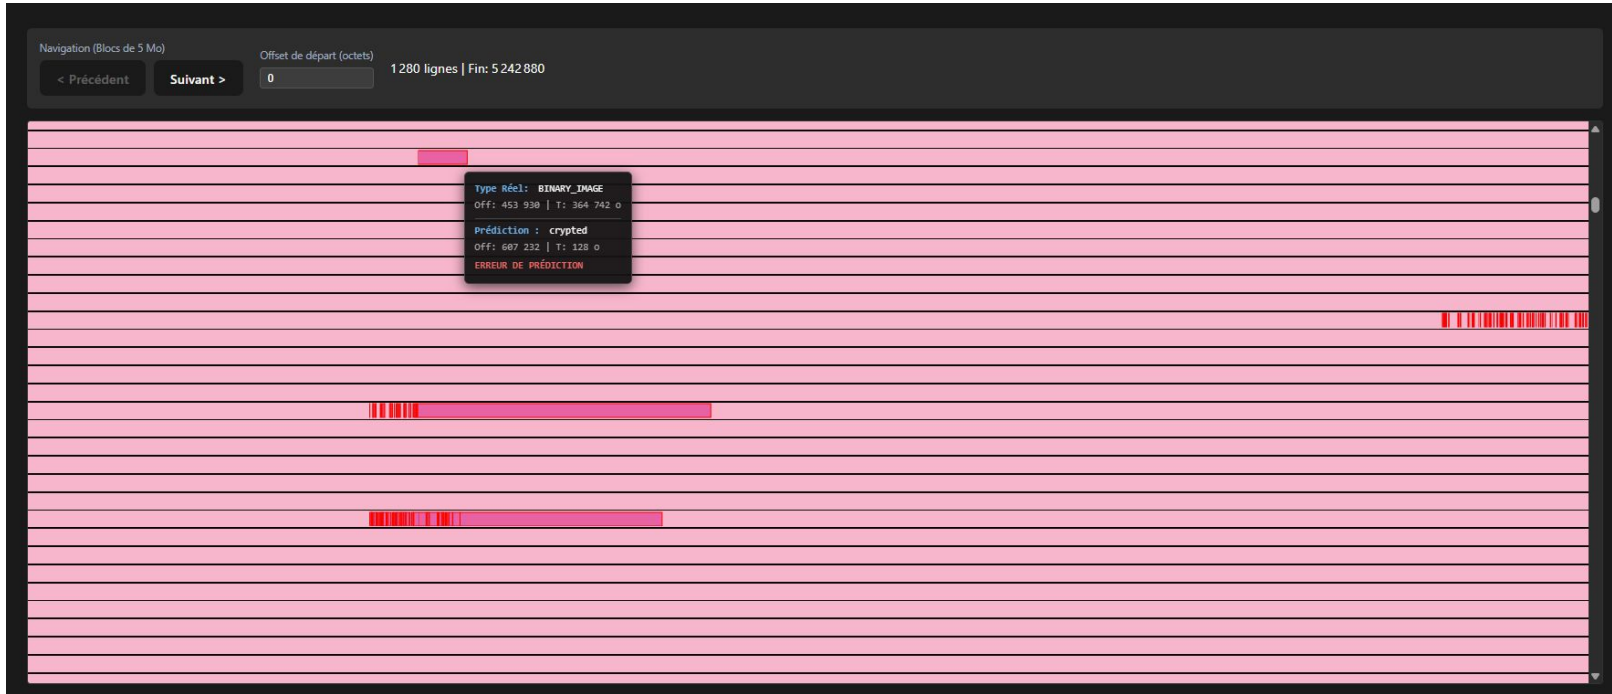 Navigation (Blocs de 5 Mo)
< Précédent
Suivant >
Offset de départ (octets)
0
1 280 lignes | Fin: 5 242 880
Type Réel: BINARY_IMAGE
Off: 453 930 | T: 364 742 o
Prédiction : crypted
Off: 607 232 | T: 128 o
ERREUR DE PRÉDICTION